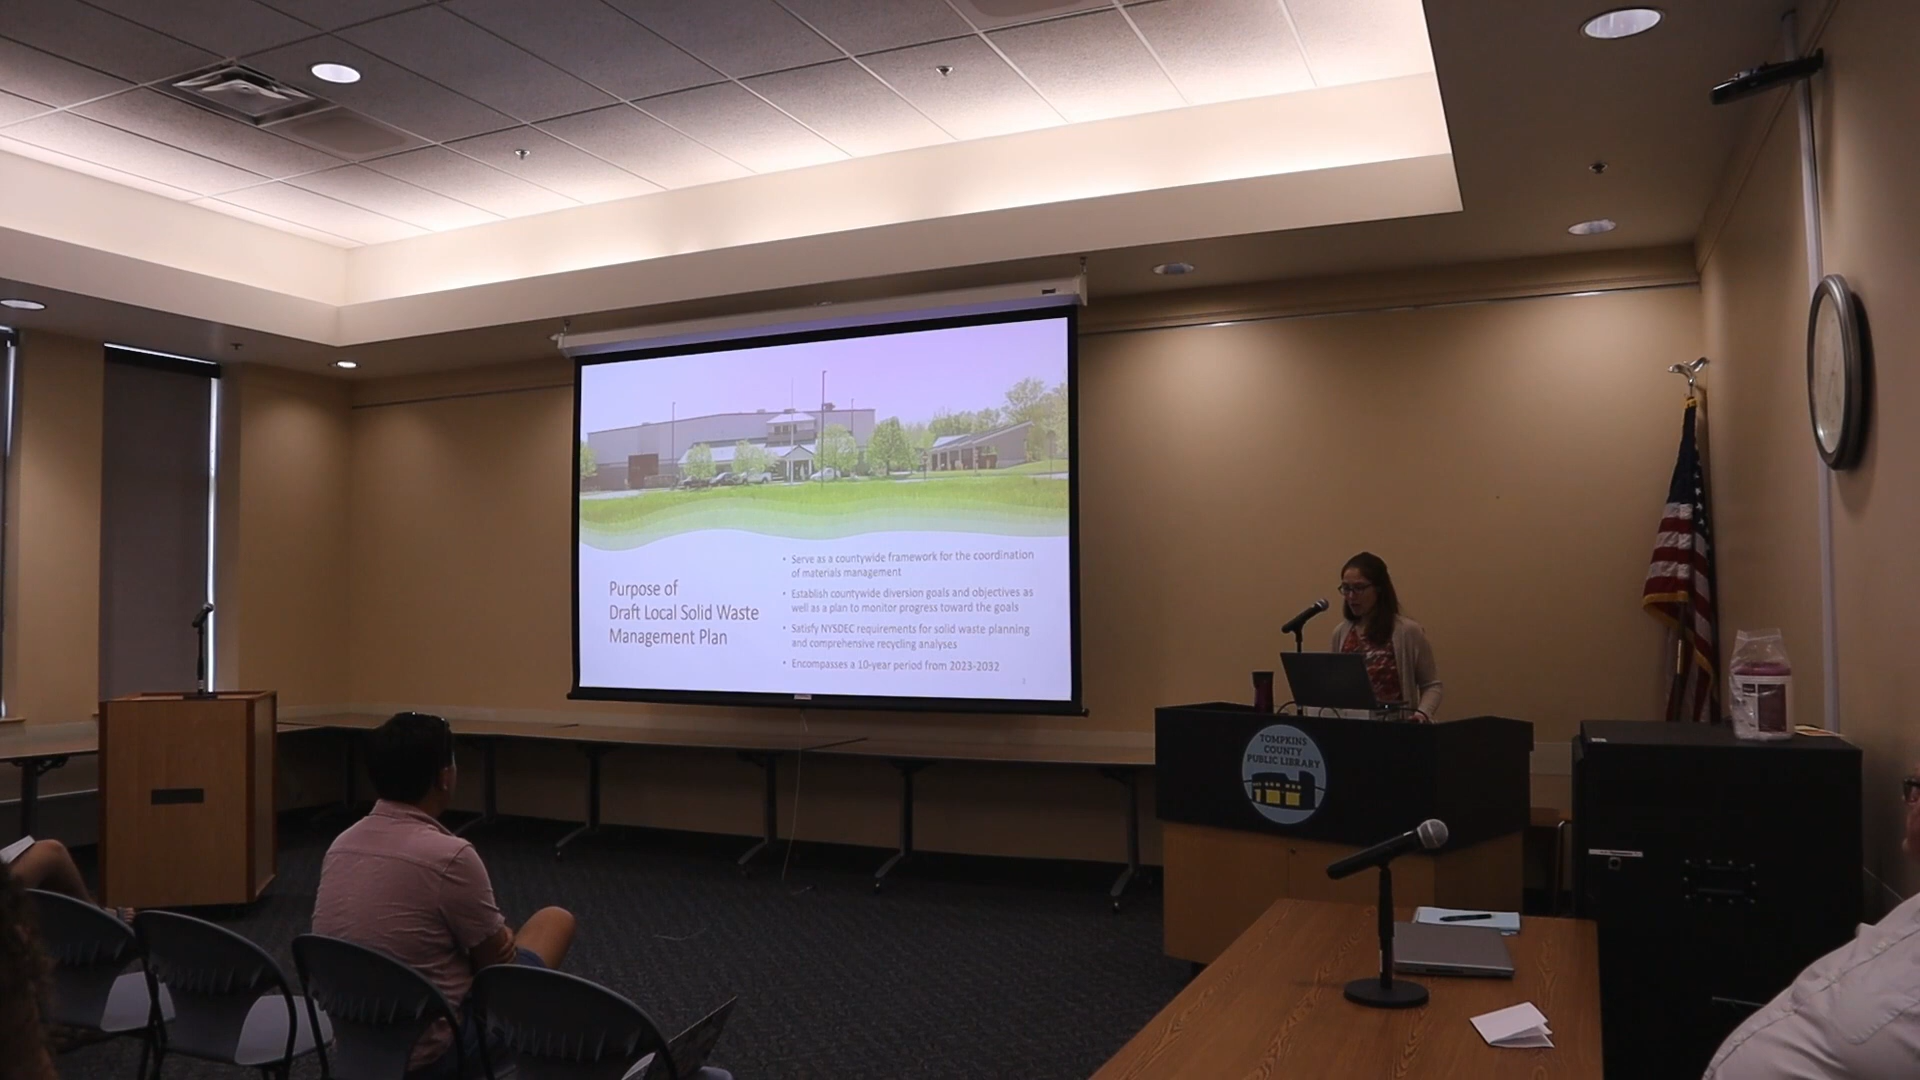 Purpose of
Draft Local Solid Waste
Management Plan
• Serve as a countywide framework for the coordination
of materials management
• Establish countywide diversion goals and objectives as
well as a plan to monitor progress toward the goals
• Satisfy NYSDEC requirements for solid waste planning
and comprehensive recycling analyses
• Encompasses a 10-year period from 2023-2032
TOMPKINS
COUNTY
PUBLIC LIBRARY